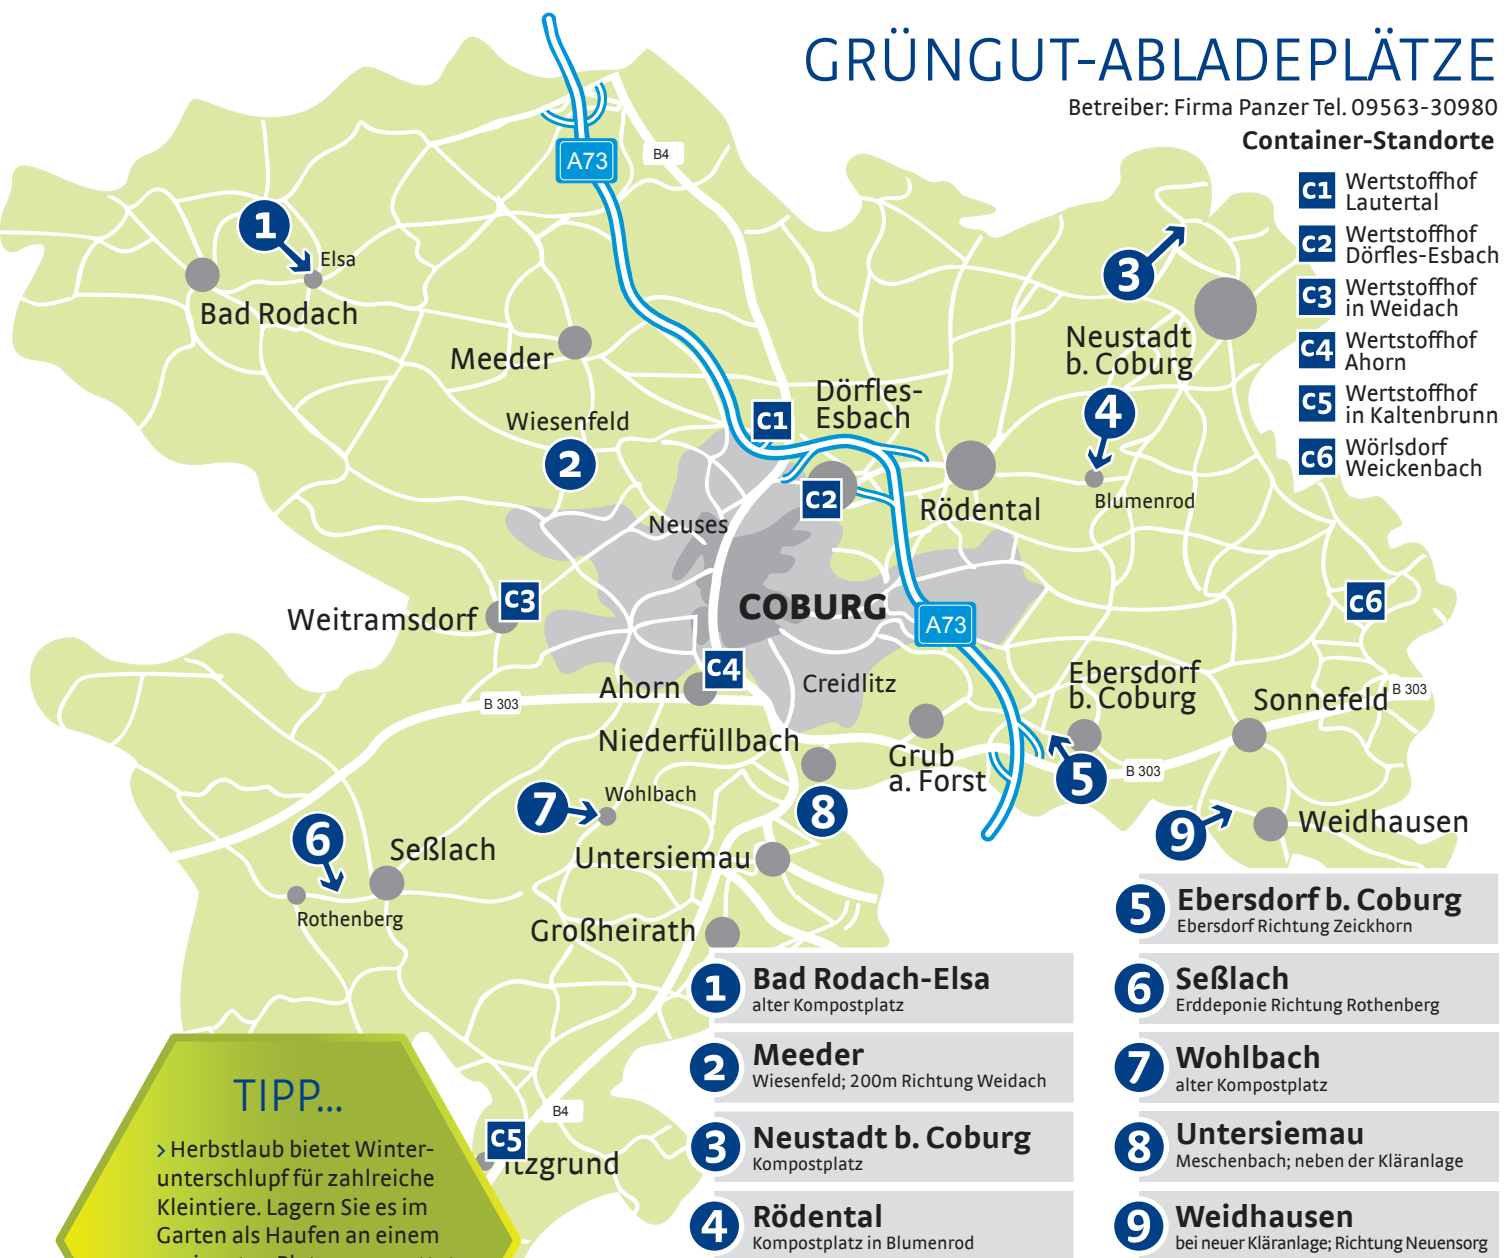 GRÜNGUT-ABLADEPLÄTZE
Betreiber: Firma Panzer Tel. 09563-30980
Container-Standorte
c1 Wertstoffhof
Lautertal
c2 Wertstoffhof
Dörfles-Esbach
c3 Wertstoffhof
in Weidach
c4 Wertstoffhof
Ahorn
c5 Wertstoffhof
in Kaltenbrunn
c6 Wörlsdorf
Weickenbach
A73
B4
1
Elsa
Bad Rodach
3
Neustadt
b. Coburg
Meeder
Dörfles-
Esbach
4
c1
Wiesenfeld
2
c2
Rödental
Blumenrod
Neuses
c3
Weitramsdorf
COBURG
A73
c6
c4
Ahorn
Creidlitz
Ebersdorf
b. Coburg
Sonnefeld
B 303
B 303
Niederfüllbach
Grub
a. Forst
5
B 303
7
Wohlbach
8
9
Weidhausen
6
Seßlach
Untersiemau
Rothenberg
Großheirath
1 Bad Rodach-Elsa
alter Kompostplatz
2 Meeder
Wiesenfeld; 200m Richtung Weidach
3 Neustadt b. Coburg
Kompostplatz
4 Rödental
Kompostplatz in Blumenrod
5 Ebersdorf b. Coburg
Ebersdorf Richtung Zeickhorn
6 Seßlach
Erddeponie Richtung Rothenberg
7 Wohlbach
alter Kompostplatz
8 Untersiemau
Meschenbach; neben der Kläranlage
9 Weidhausen
bei neuer Kläranlage; Richtung Neuensorg
B4
c5
Itzgrund
TIPP...
› Herbstlaub bietet Winter-
unterschlupf für zahlreiche
Kleintiere. Lagern Sie es im
Garten als Haufen an einem